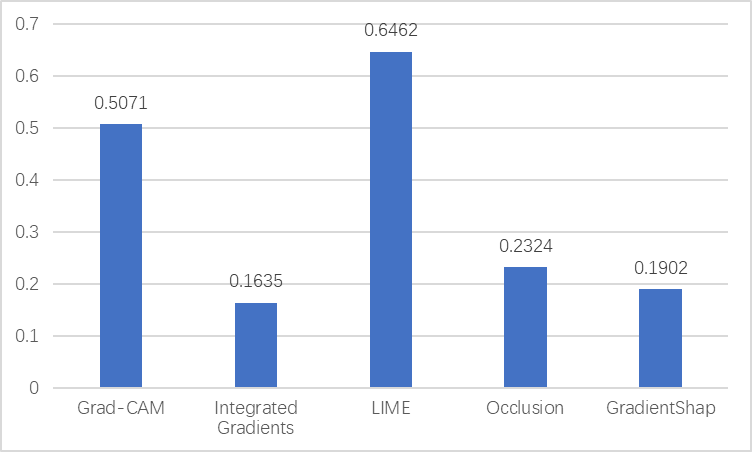 0.7
0.6
0.5
0.4
0.3
0.2
0.1
0
0.5071
0.1635
0.6462
0.2324
0.1902
Grad-CAM
Integrated
Gradients
LIME
Occlusion
GradientShap